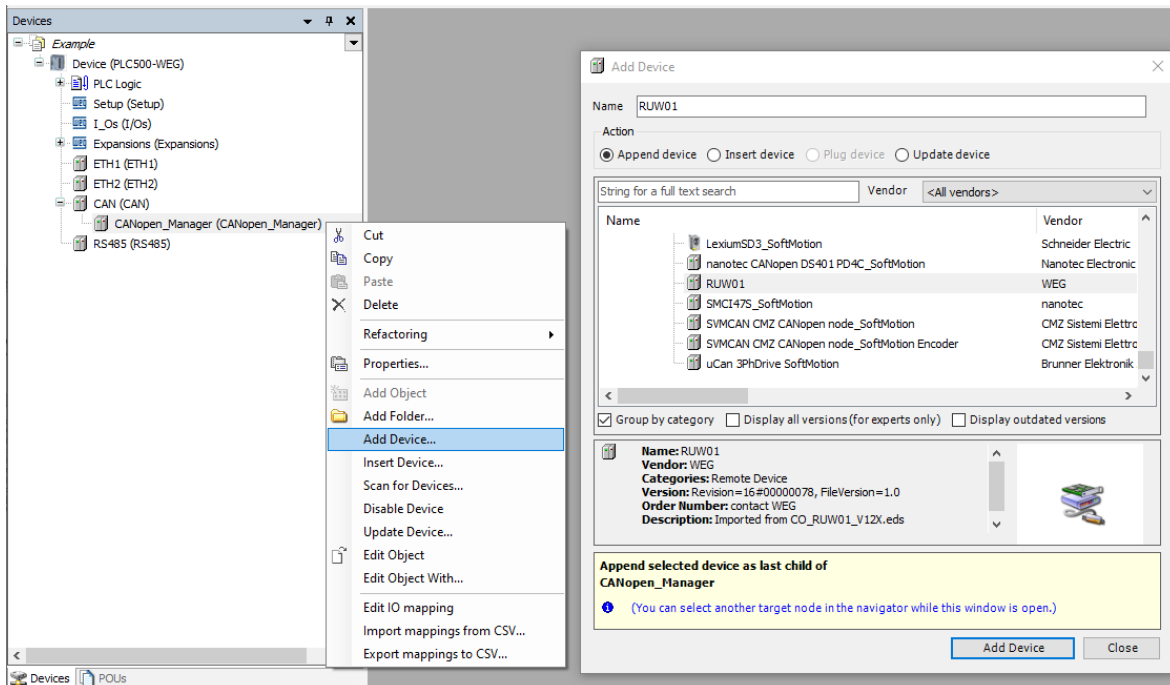 Devices
Example
Device (PLC500-WEG)
PLC Logic
Setup (Setup)
I_Os (I/Os)
Expansions (Expansions)
ETH1 (ETH1)
ETH2 (ETH2)
CAN (CAN)
CANopen_Manager (CANopen_Manager)
RS485 (RS485)
Devices
POUs
Cut
Copy
Paste
Delete
Refactoring
Properties...
Add Object
Add Folder...
Add Device...
Insert Device...
Scan for Devices...
Disable Device
Update Device...
Edit Object
Edit Object With...
Edit IO mapping
Import mappings from CSV...
Export mappings to CSV...
Add Device
Name RUW01
Action
Append device Insert device Plug device Update device
String for a full text search Vendor <All vendors>
Name Vendor
LexiumSD3_SoftMotion Schneider Electric
nanotec CANopen DS401 PD4C_SoftMotion Nanotec Electronic
RUW01 WEG
SMCI47S_SoftMotion nanotec
SVMCAN CMZ CANopen node_SoftMotion CMZ Sistemi Elettro
SVMCAN CMZ CANopen node_SoftMotion Encoder CMZ Sistemi Elettro
uCan 3PhDrive SoftMotion Brunner Elektronik
Group by category Display all versions (for experts only) Display outdated versions
Name: RUW01
Vendor: WEG
Categories: Remote Device
Version: Revision=16#00000078, FileVersion=1.0
Order Number: contact WEG
Description: Imported from CO_RUW01_V12X.eds
Append selected device as last child of
CANopen_Manager
(You can select another target node in the navigator while this window is open.)
Add Device Close